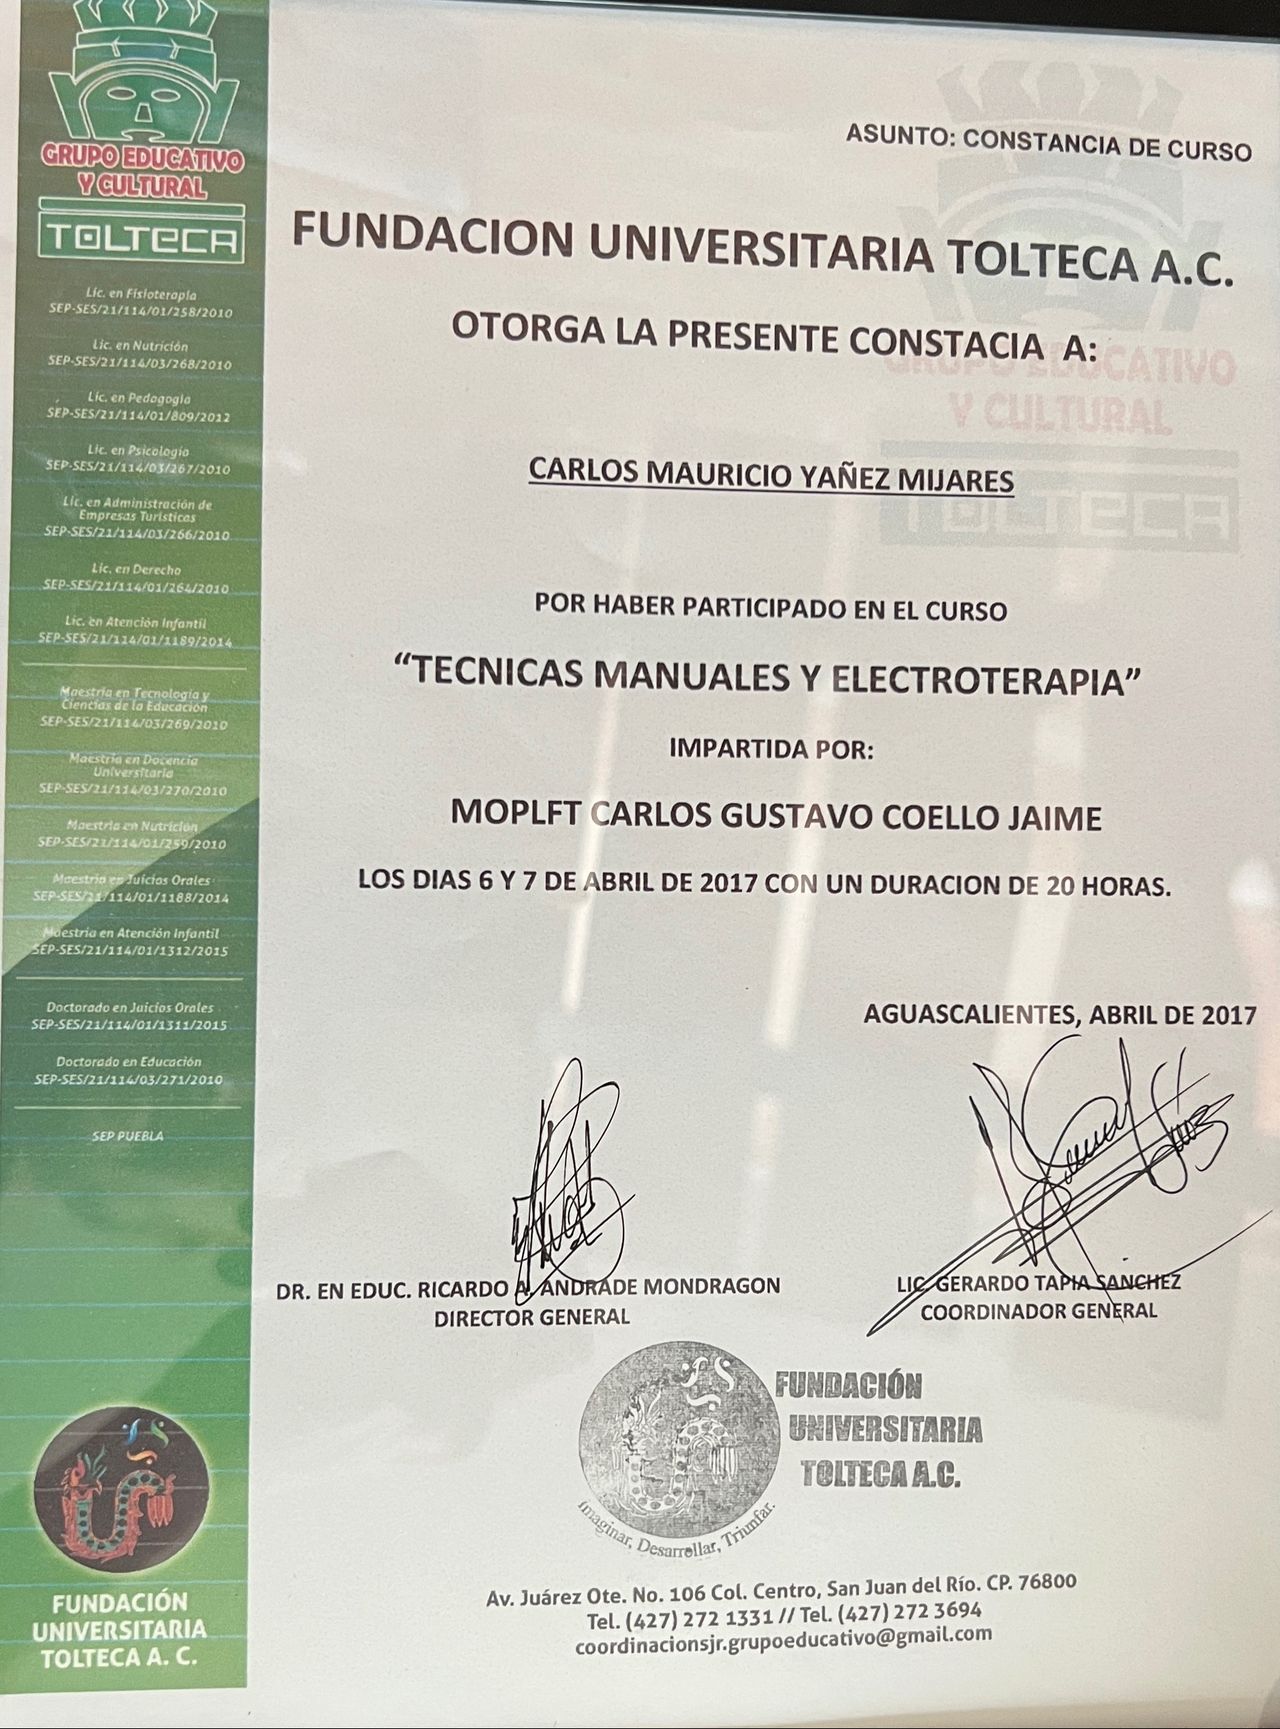 GRUPO EDUCATIVO
Y CULTURAL
TOLTECA
Lic. en Fisioterapia
SEP-SES/21/114/01/258/2010
Lic. en Nutrición
SEP-SES/21/114/03/268/2010
Lic. en Pedagogía
SEP-SES/21/114/01/809/2012
Lic. en Psicología
SEP-SES/21/114/03/267/2010
Lic. en Administración de
Empresas Turísticas
SEP-SES/21/114/03/266/2010
Lic. en Derecho
SEP-SES/21/114/01/264/2010
Lic. en Atención Infantil
SEP-SES/21/114/01/1189/2014
Maestría en Tecnología y
Ciencias de la Educación
SEP-SES/21/114/03/269/2010
Maestría en Docencia
Universitaria
SEP-SES/21/114/03/270/2010
Maestría en Nutrición
SEP-SES/21/114/01/259/2010
Maestría en Juicios Orales
SEP-SES/21/114/01/1188/2014
Maestría en Atención Infantil
SEP-SES/21/114/01/1312/2015
Doctorado en Juicios Orales
SEP-SES/21/114/01/1311/2015
Doctorado en Educación
SEP-SES/21/114/03/271/2010
SEP PUEBLA
FUNDACIÓN
UNIVERSITARIA
TOLTECA A. C.
ASUNTO: CONSTANCIA DE CURSO
FUNDACION UNIVERSITARIA TOLTECA A.C.
OTORGA LA PRESENTE CONSTACIA A:
GRUPO EDUCATIVO
Y CULTURAL
TOLTECA
CARLOS MAURICIO YAÑEZ MIJARES
POR HABER PARTICIPADO EN EL CURSO
“TECNICAS MANUALES Y ELECTROTERAPIA”
IMPARTIDA POR:
MOPLFT CARLOS GUSTAVO COELLO JAIME
LOS DIAS 6 Y 7 DE ABRIL DE 2017 CON UN DURACION DE 20 HORAS.
AGUASCALIENTES, ABRIL DE 2017
DR. EN EDUC. RICARDO A. ANDRADE MONDRAGON
DIRECTOR GENERAL
LIC. GERARDO TAPIA SANCHEZ
COORDINADOR GENERAL
FUNDACIÓN
UNIVERSITARIA
TOLTECA A.C.
Imaginar, Desarrollar, Triunfar.
Av. Juárez Ote. No. 106 Col. Centro, San Juan del Río. CP. 76800
Tel. (427) 272 1331 // Tel. (427) 272 3694
coordinacionsjr.grupoeducativo@gmail.com